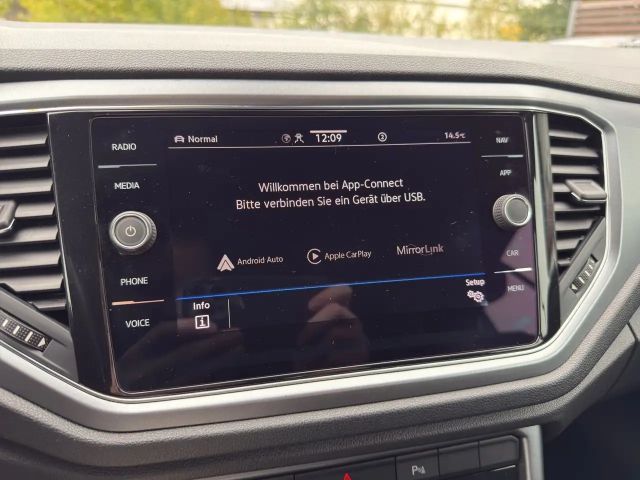 RADIO
MEDIA
PHONE
VOICE
Normal
12:09
2
14.5°C
NAV
APP
CAR
MENU
Willkommen bei App-Connect
Bitte verbinden Sie ein Gerät über USB.
Android Auto
Apple CarPlay
MirrorLink
Info
Setup
P